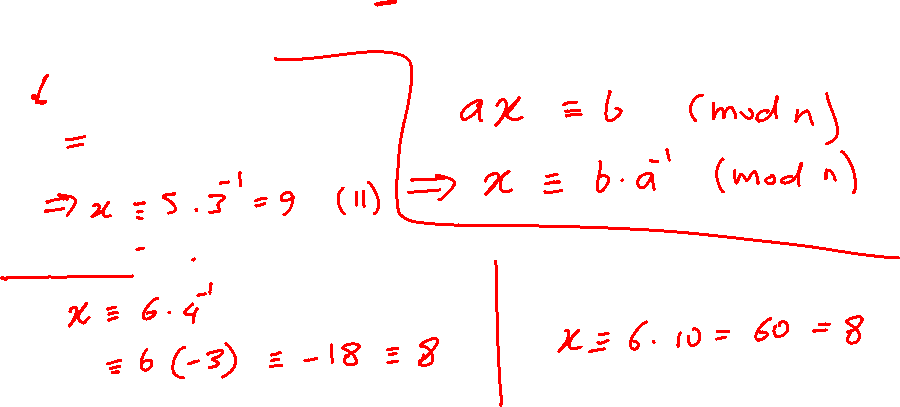 ax ≡ b (mod n)
⇒ x ≡ b·a⁻¹ (mod n)
=
⇒ x ≡ 5·3⁻¹ = 9 (11)
x ≡ 6·4⁻¹
≡ 6(-3) ≡ -18 ≡ 8
x ≡ 6·10 = 60 = 8